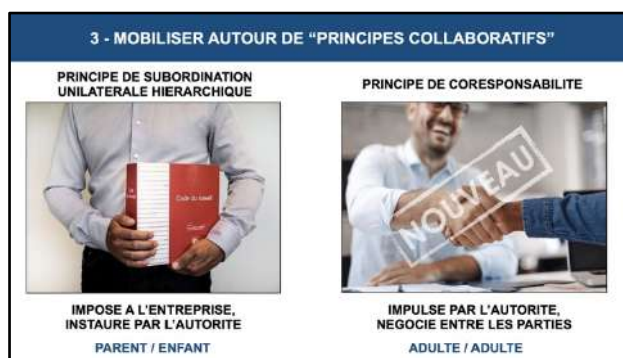 3 - MOBILISER AUTOUR DE “PRINCIPES COLLABORATIFS”
PRINCIPE DE SUBORDINATION
UNILATERALE HIERARCHIQUE
Code du travail
IMPOSE A L’ENTREPRISE,
INSTAURE PAR L’AUTORITE
PARENT / ENFANT
PRINCIPE DE CORESPONSABILITE
NOUVEAU
IMPULSE PAR L’AUTORITE,
NEGOCIE ENTRE LES PARTIES
ADULTE / ADULTE